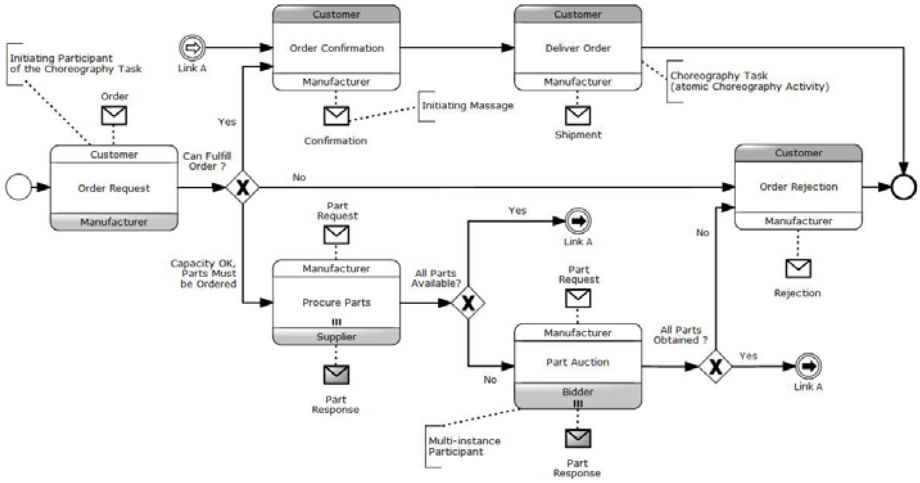 Customer
Order Confirmation
Manufacturer
Customer
Deliver Order
Manufacturer
Link A
Initiating Participant
of the Choreography Task
Order
Yes
Confirmation
Initiating Massage
Shipment
Choreography Task
(atomic Choreography Activity)
Customer
Order Request
Manufacturer
Can Fulfill
Order ?
X
No
Customer
Order Rejection
Manufacturer
Rejection
Capacity OK,
Parts Must
be Ordered
Part
Request
Manufacturer
Procure Parts
Supplier
Part
Response
All Parts
Available?
X
Yes
Link A
No
Part
Request
Manufacturer
Part Auction
Bidder
Part
Response
Multi-instance
Participant
All Parts
Obtained ?
X
No
Yes
Link A